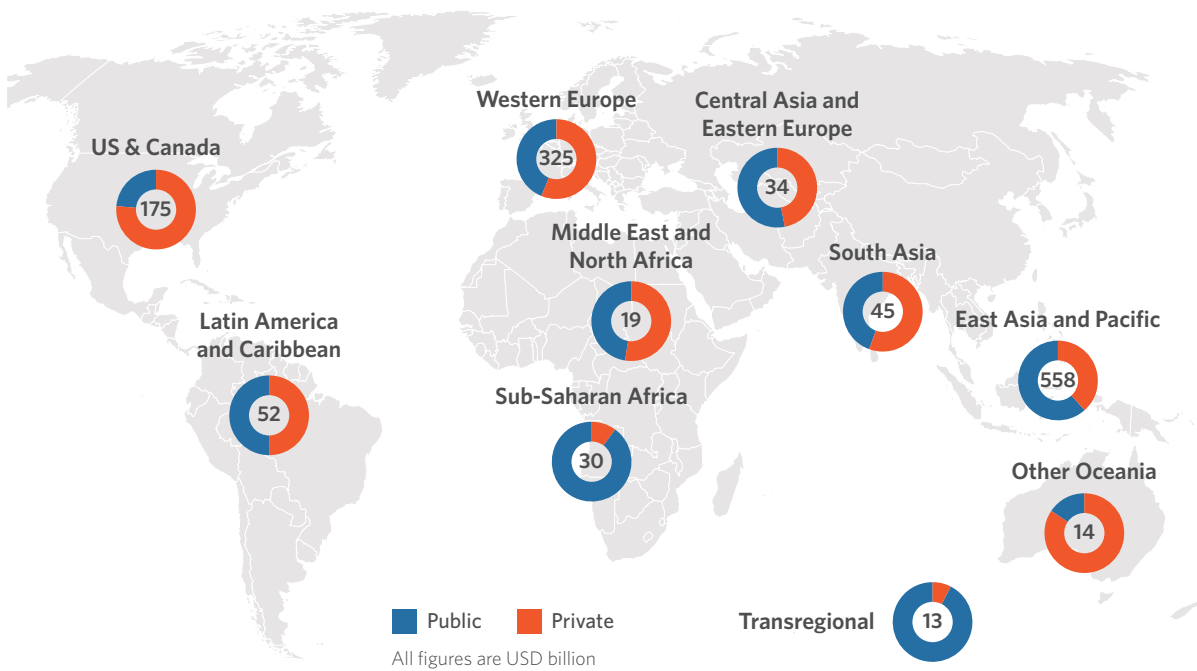 US & Canada
175
Western Europe
325
Central Asia and
Eastern Europe
34
Middle East and
North Africa
19
South Asia
45
East Asia and Pacific
558
Latin America
and Caribbean
52
Sub-Saharan Africa
30
Other Oceania
14
Transregional
13
Public
Private
All figures are USD billion